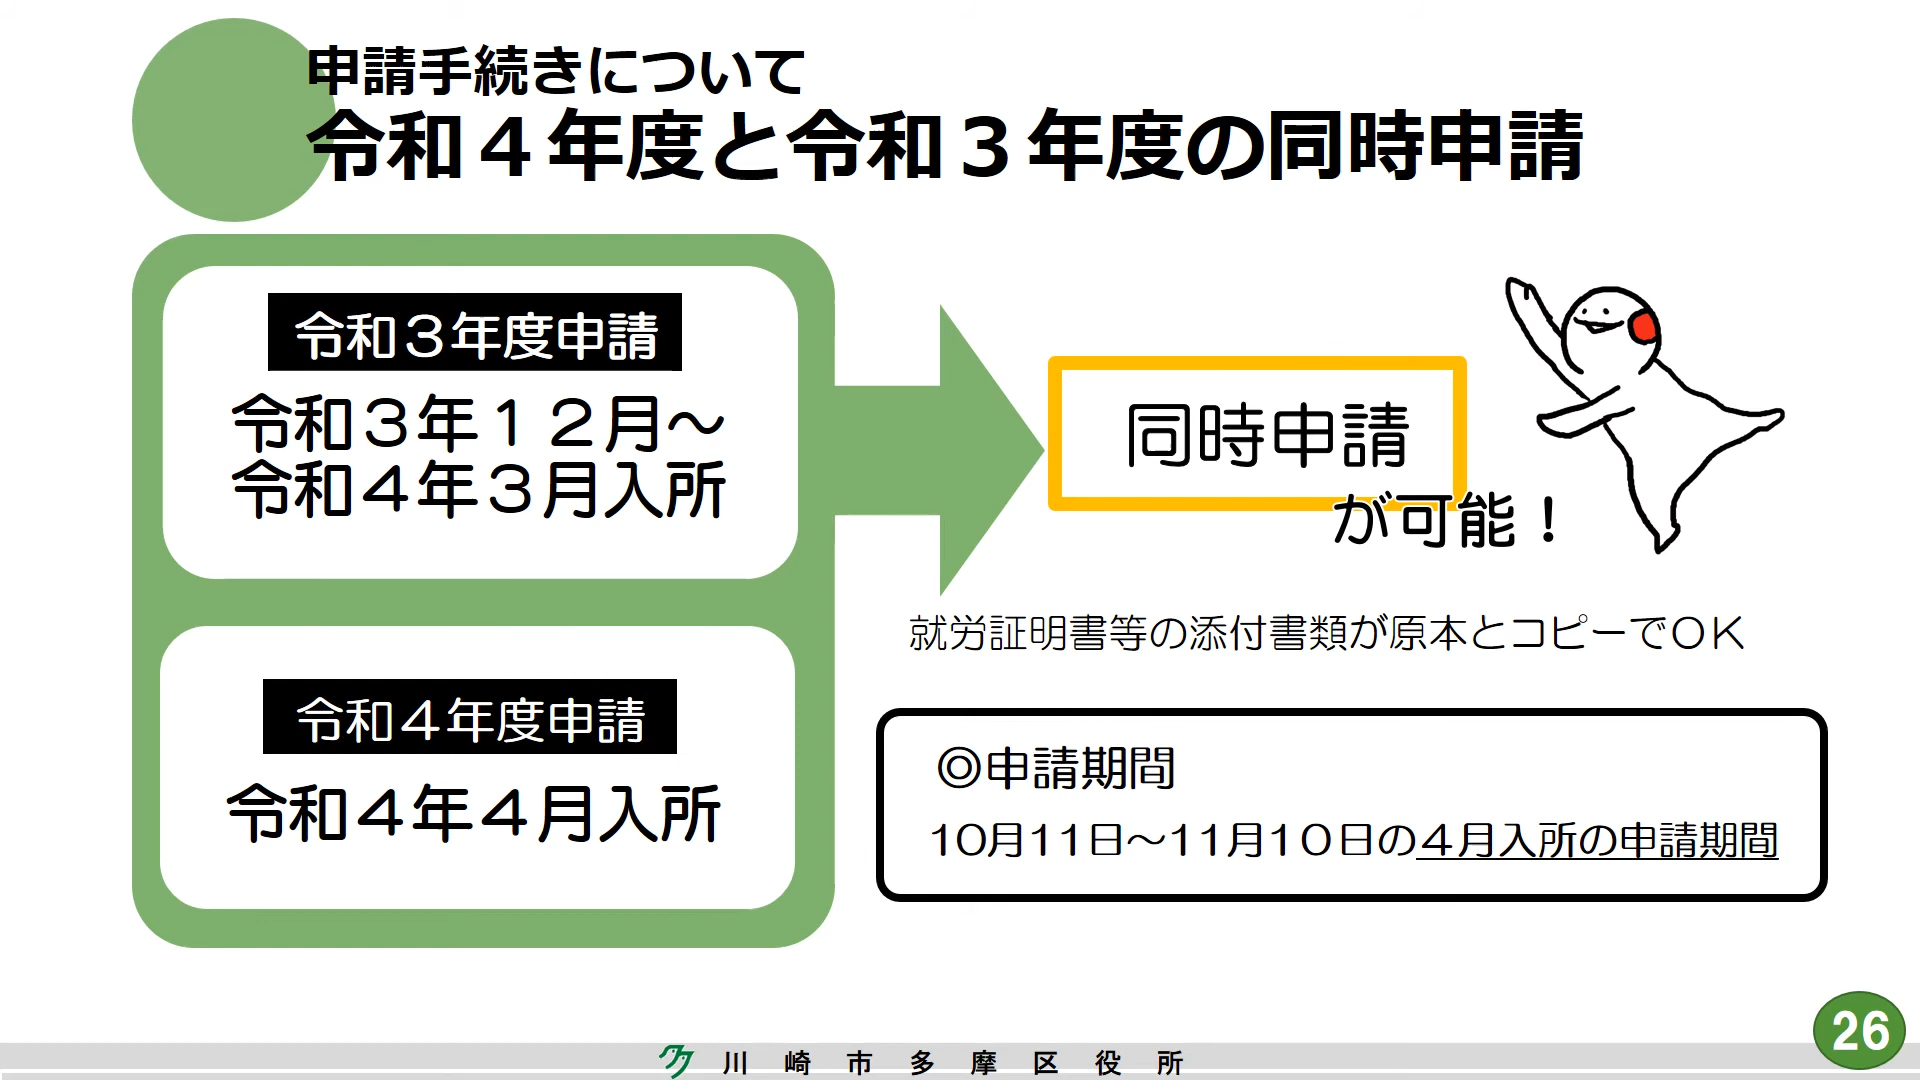 申請手続きについて
令和４年度と令和３年度の同時申請
令和３年度申請
令和３年１２月～
令和４年３月入所
令和４年度申請
令和４年４月入所
同時申請
が可能！
就労証明書等の添付書類が原本とコピーでＯＫ
◎申請期間
10月11日～11月１０日の４月入所の申請期間
川崎市多摩区役所
26